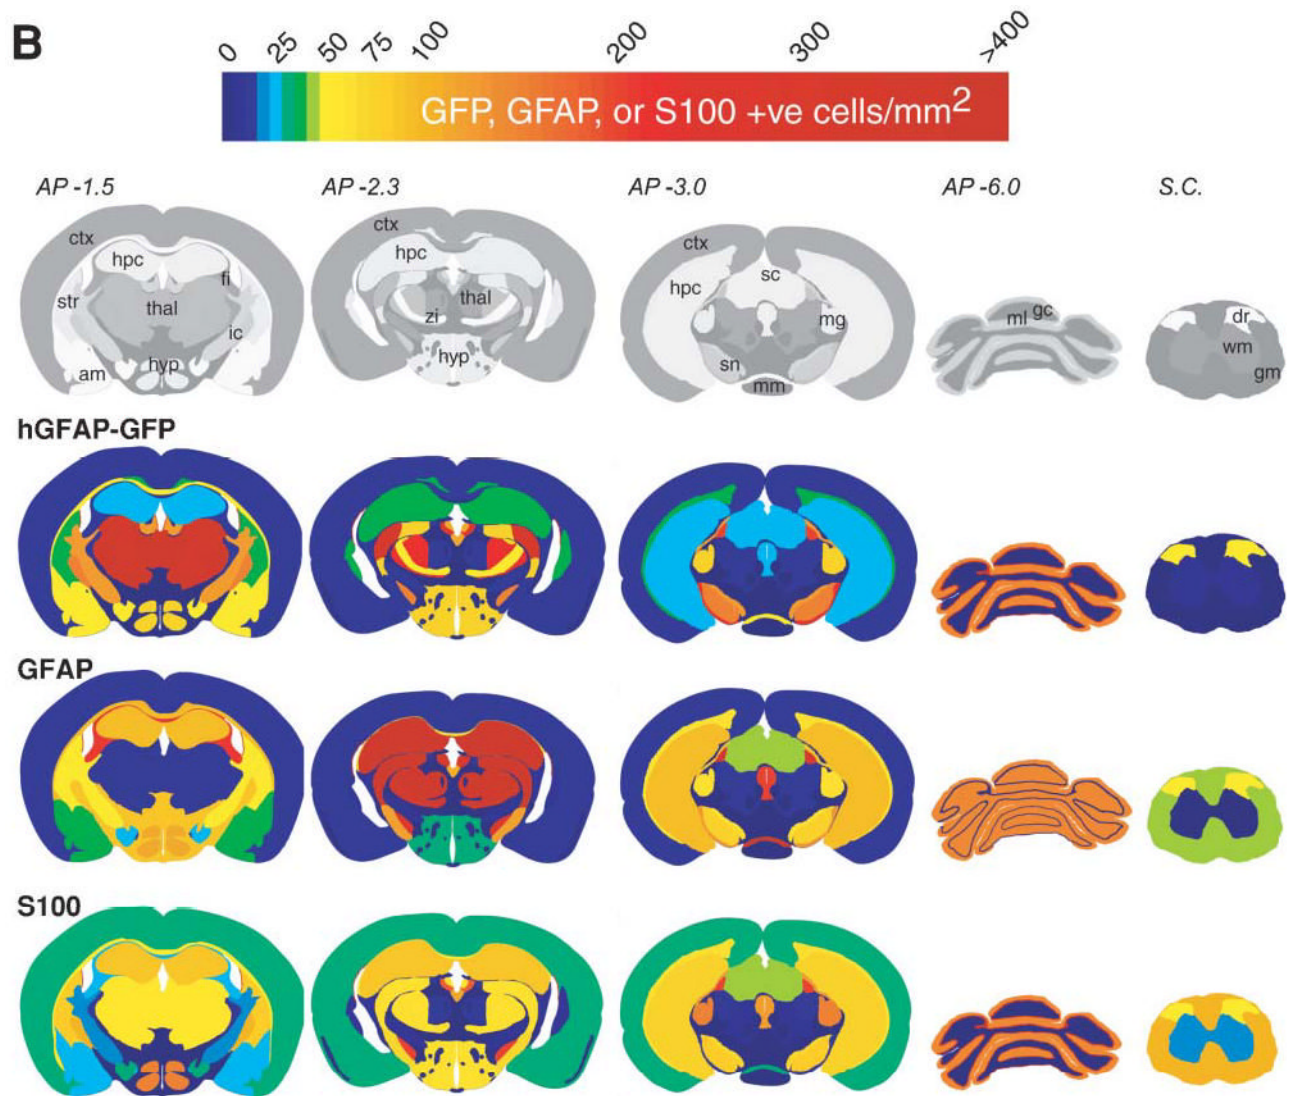 B
0 25 50 75 100 200 300 >400
GFP, GFAP, or S100 +ve cells/mm2
AP -1.5 AP -2.3 AP -3.0 AP -6.0 S.C.
ctx hpc fi str thal ic hyp am
ctx hpc thal zi hyp
ctx sc hpc mg sn mm
ml gc
dr wm gm
hGFAP-GFP
GFAP
S100